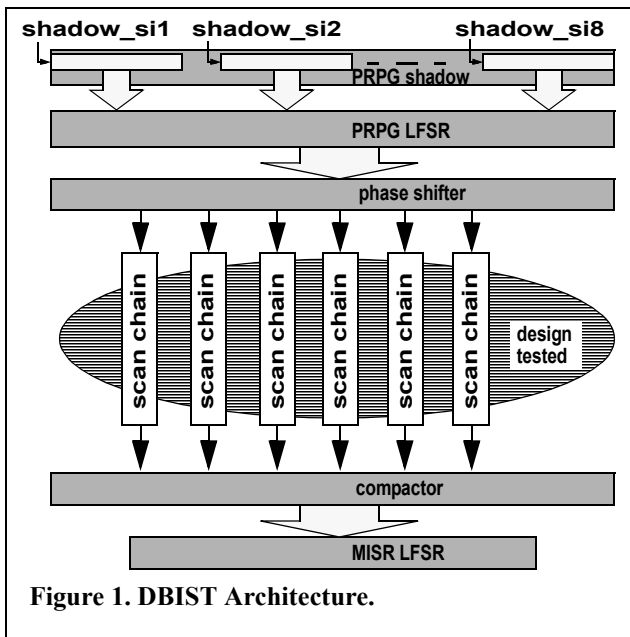 shadow_si1 shadow_si2 shadow_si8
PRPG shadow
PRPG LFSR
phase shifter
scan chain
scan chain
scan chain
scan chain
scan chain
scan chain
design
tested
compactor
MISR LFSR
Figure 1. DBIST Architecture.